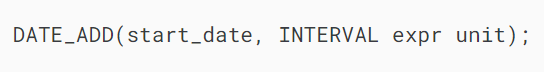 DATE_ADD(start_date, INTERVAL expr unit);